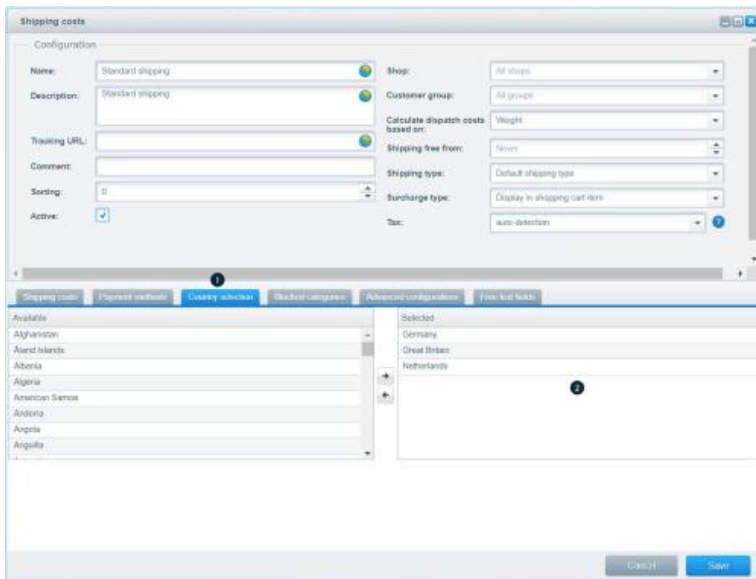 Shipping costs
Configuration
Name:
Standard shipping
Description:
Standard shipping
Tracking URL:
Comment:
Sorting:
0
Active:
Shop:
All shops
Customer group:
All groups
Calculate dispatch costs
based on:
Weight
Shipping free from:
Never
Shipping type:
Default shipping type
Surcharge type:
Display in shopping cart item
Tax:
auto-detection
?
1
Shipping costs
Payment methods
Country selection
Blocked categories
Advanced configurations
Free text fields
Available
Afghanistan
Aland Islands
Albania
Algeria
American Samoa
Andorra
Angola
Anguilla
Selected
Germany
Great Britain
Netherlands
2
Cancel
Save